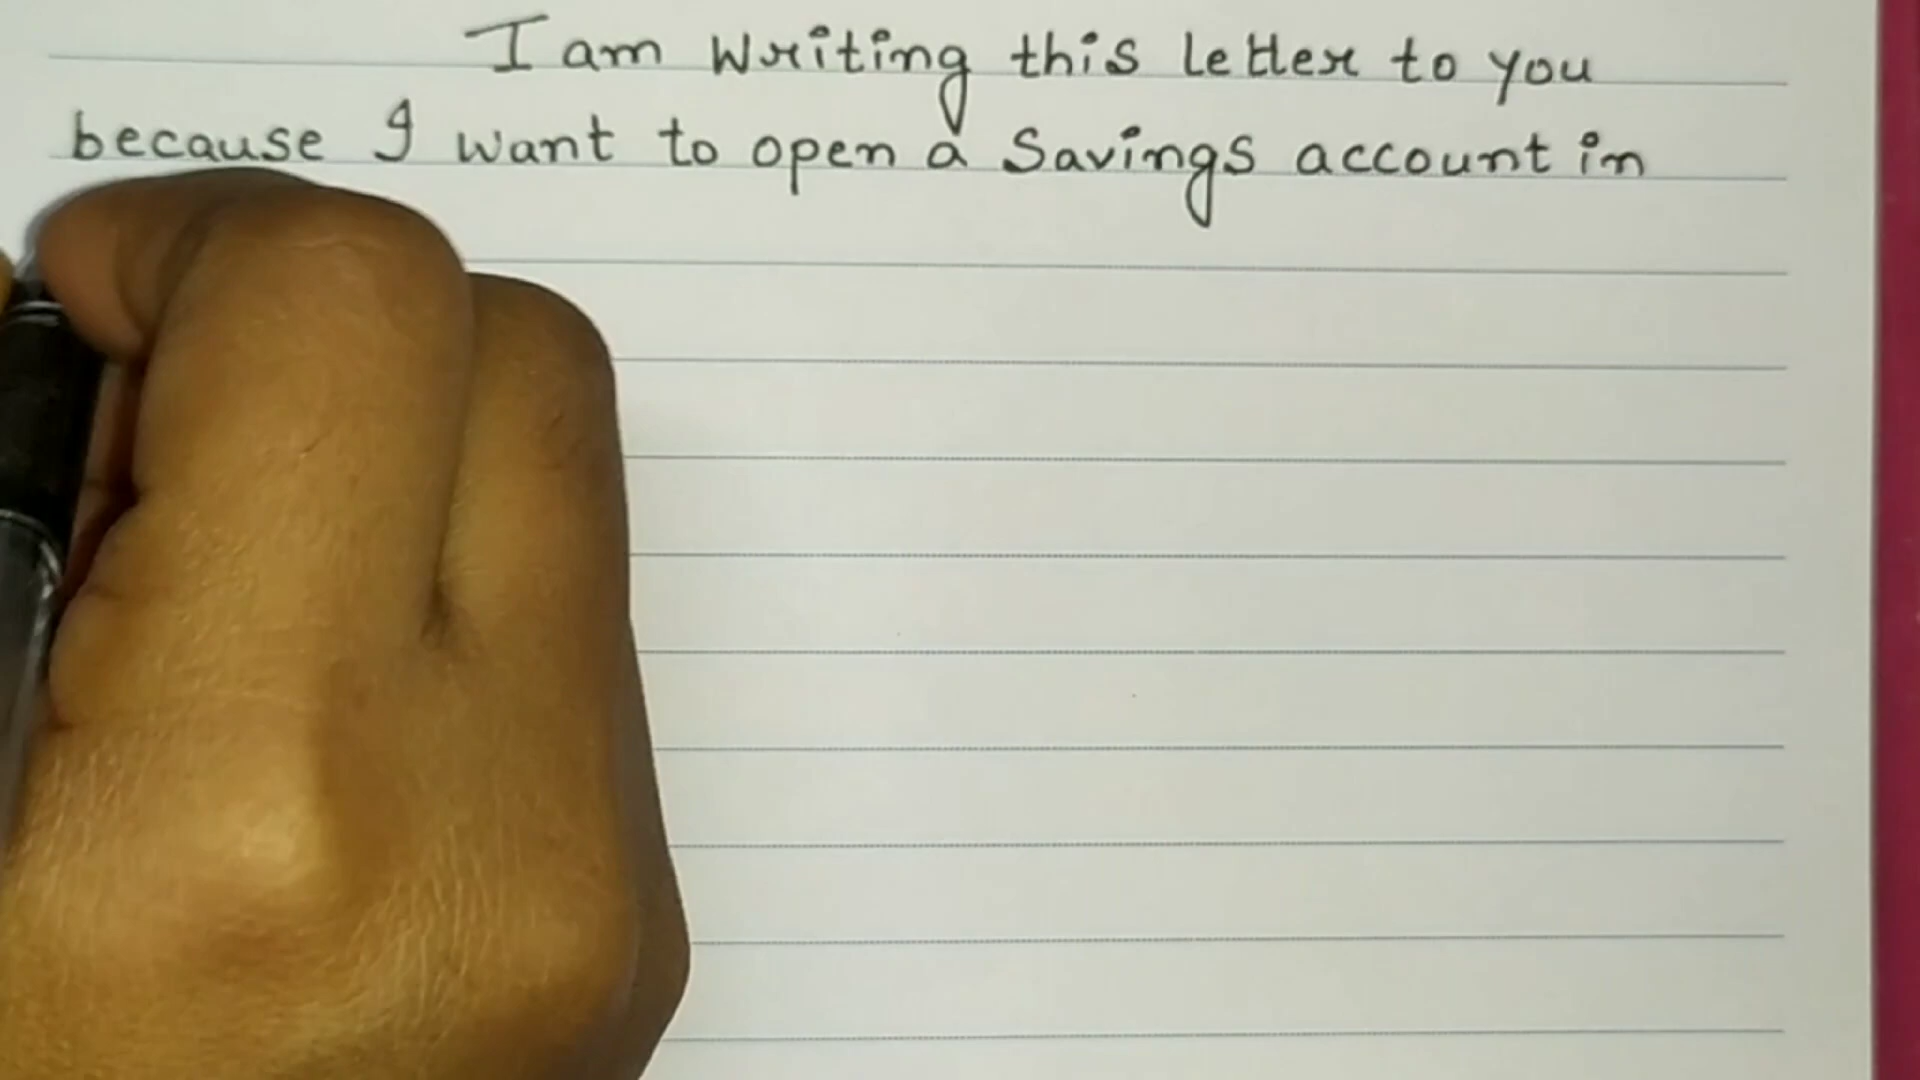 I am Writing this letter to you
because I want to open a Savings account in